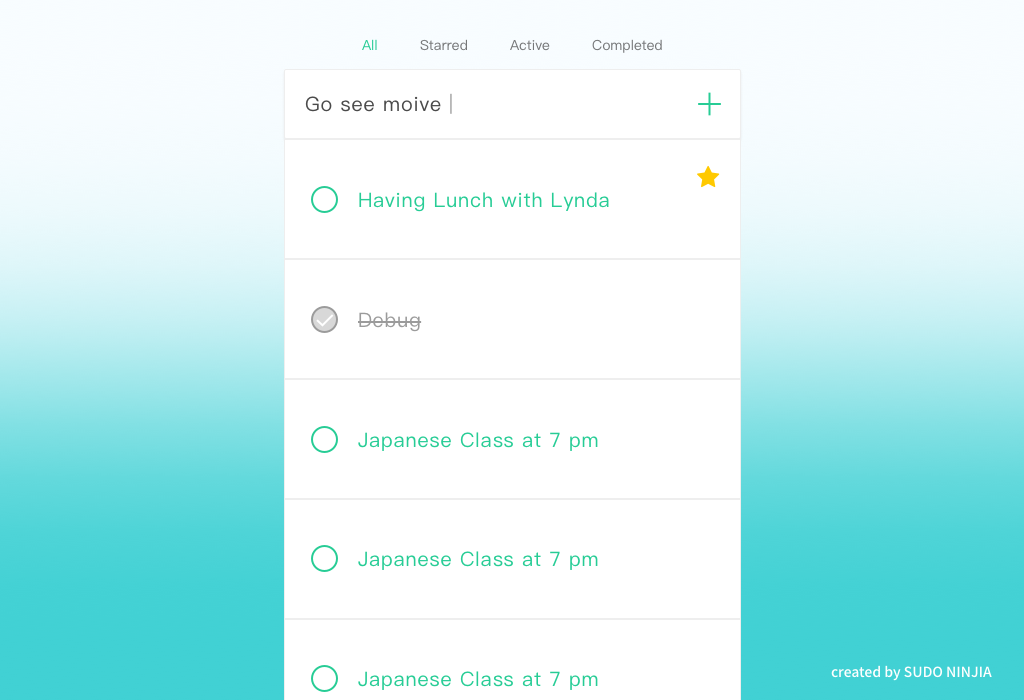 All Starred Active Completed
Go see moive
Having Lunch with Lynda
Debug
Japanese Class at 7 pm
Japanese Class at 7 pm
Japanese Class at 7 pm
created by SUDO NINJIA